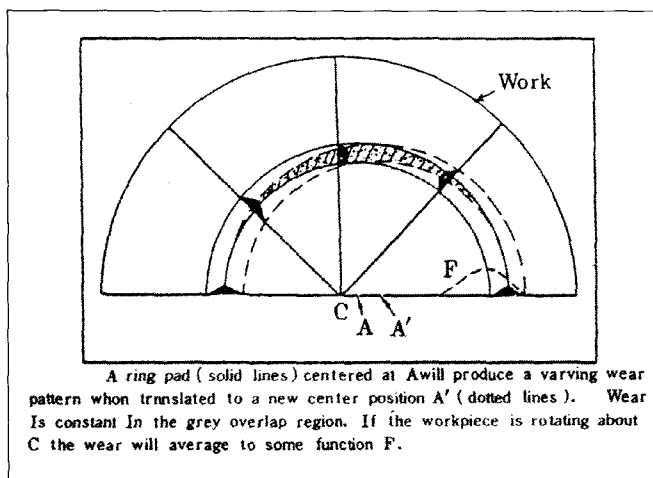 Work
F
C
A
A′
A ring pad ( solid lines) centered at Awill produce a varving wear
pattern whon trnnslated to a new center position A′ ( dotted lines ). Wear
Is constant In the grey overlap region. If the workpiece is rotating about
C the wear will average to some function F.